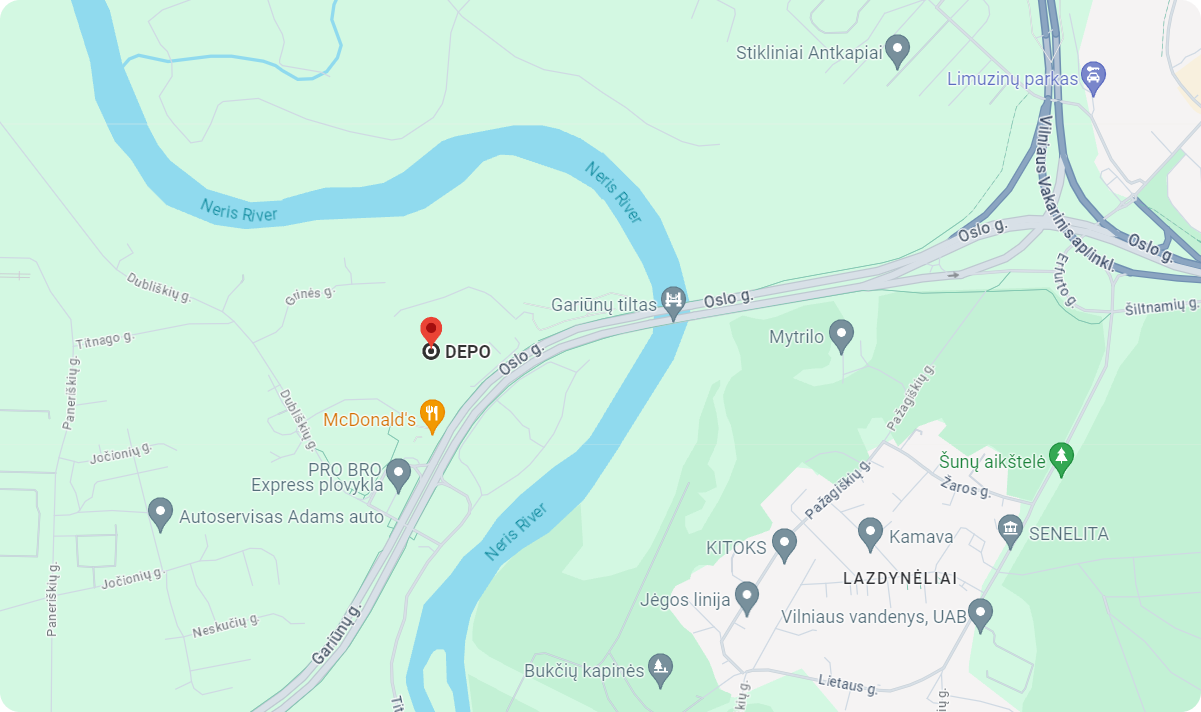 Stikliniai Antkapiai
Limuzinų parkas
Vilniaus Vakarinis aplinkl.
Neris River
Neris River
Oslo g.
Oslo g.
Erfurto g.
Dubliškių g.
Gitinės g.
Gariūnų tiltas
Oslo g.
Šiltnamių g.
Titnago g.
DEPO
Oslo g.
Mytrilo
Paneriškių g.
Dubliškių g.
McDonald's
Pažagiškių g.
Jočionių g.
PRO BRO
Express plovykla
Šunų aikštelė
Pažagiškių g.
Žaros g.
Autoservisas Adams auto
Neris River
Kamava
SENELITA
KITOKS
LAZDYNĖLIAI
Jočionių g.
Paneriškių g.
Jėgos linija
Vilniaus vandenys, UAB
Neskučių g.
Gariūnų g.
Bukčių kapinės
Lietaus g.